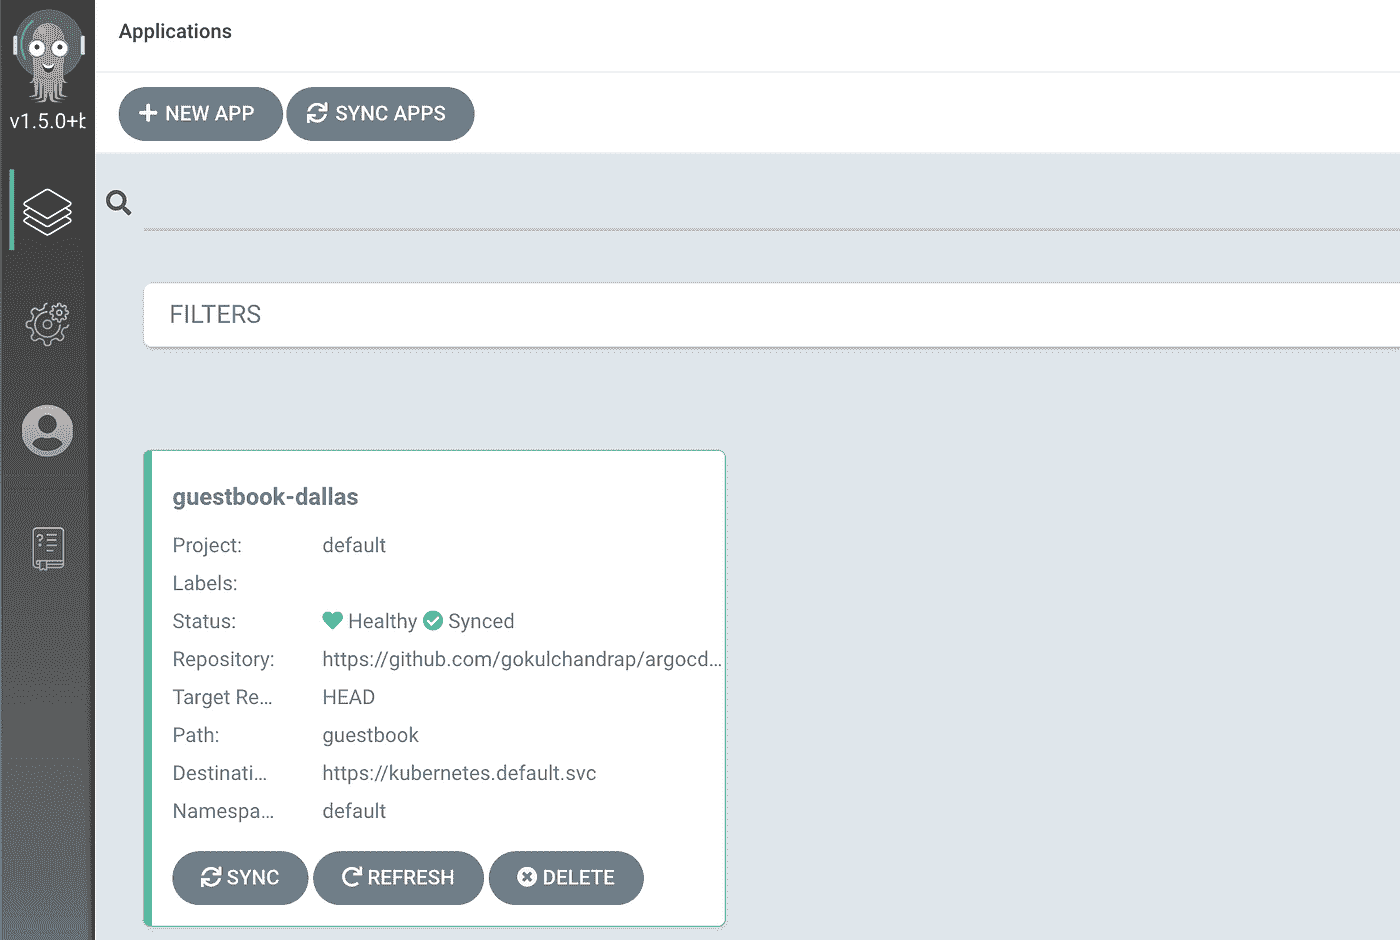 Applications
v1.5.0+b
NEW APP
SYNC APPS
FILTERS
guestbook-dallas
Project: default
Labels:
Status: Healthy Synced
Repository: https://github.com/gokulchandrap/argocd...
Target Re... HEAD
Path: guestbook
Destinati... https://kubernetes.default.svc
Namespa... default
SYNC REFRESH DELETE